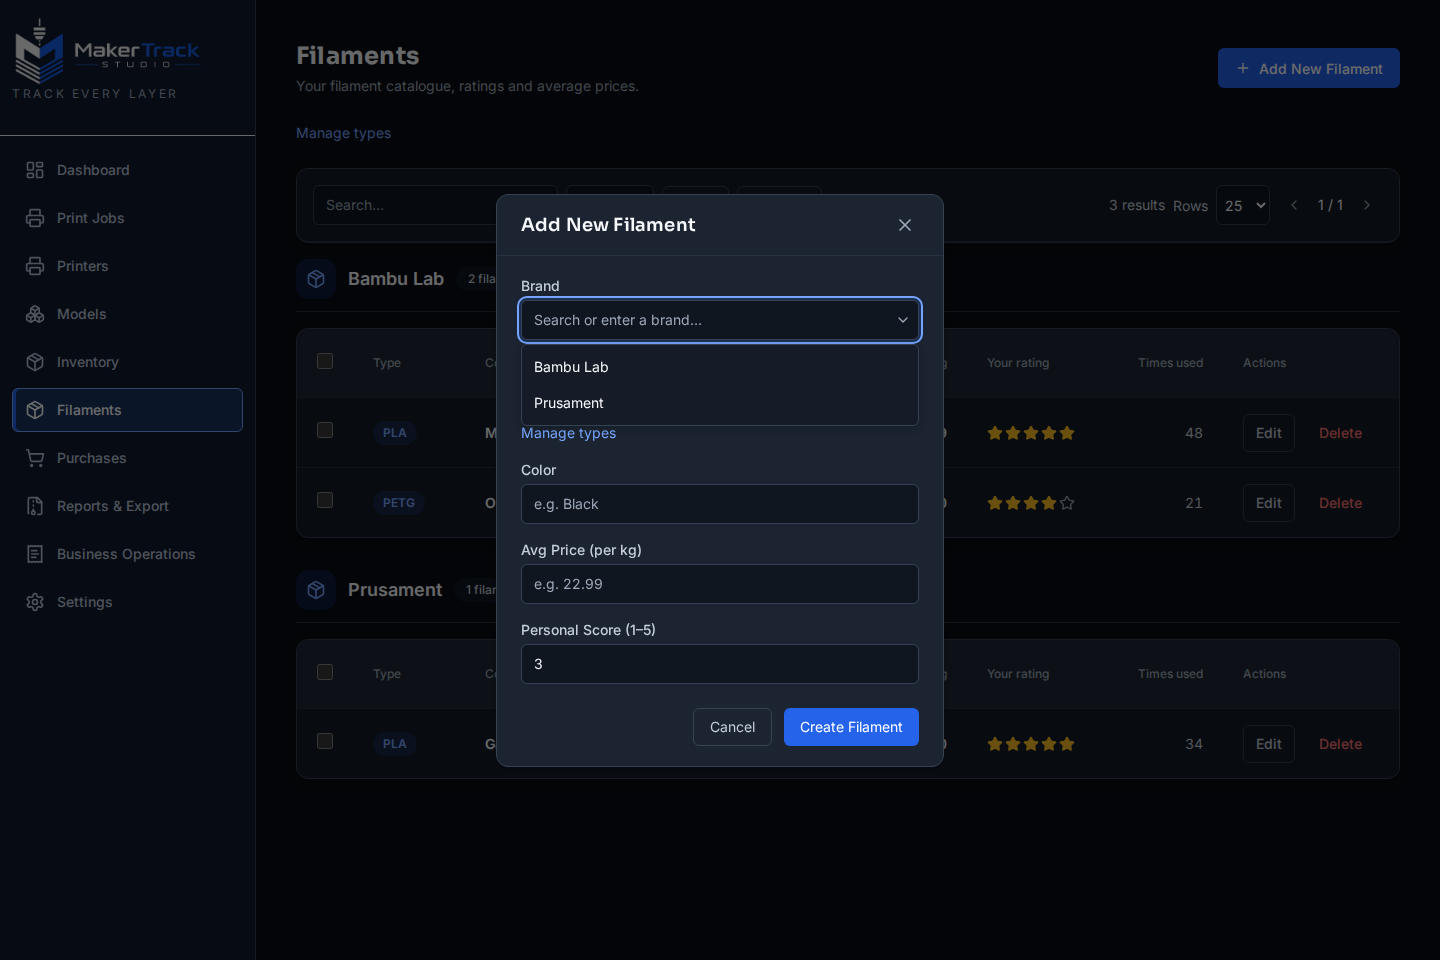 MakerTrack
STUDIO
TRACK EVERY LAYER
Dashboard
Print Jobs
Printers
Models
Inventory
Filaments
Purchases
Reports & Export
Business Operations
Settings
Filaments
Your filament catalogue, ratings and average prices.
Add New Filament
Manage types
Search...
3 results Rows 25 1 / 1
Bambu Lab 2
Type Your rating Times used Actions
PLA 48 Edit Delete
PETG 21 Edit Delete
Prusament 1
Type Your rating Times used Actions
PLA 34 Edit Delete
Add New Filament
Brand
Search or enter a brand...
Bambu Lab
Prusament
Manage types
Color
e.g. Black
Avg Price (per kg)
e.g. 22.99
Personal Score (1–5)
3
Cancel Create Filament